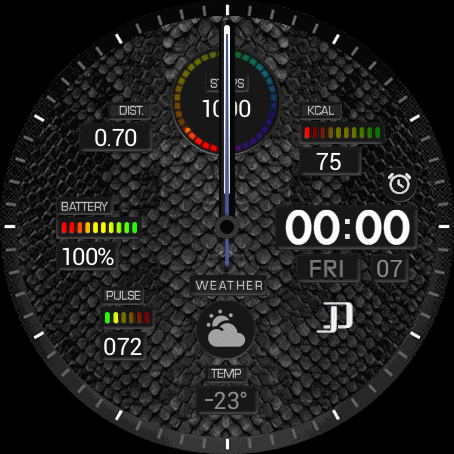 STEPS
1000
DIST.
0.70
KCAL
75
BATTERY
100%
00:00
FRI 07
WEATHER
PULSE
072
TEMP
-23°